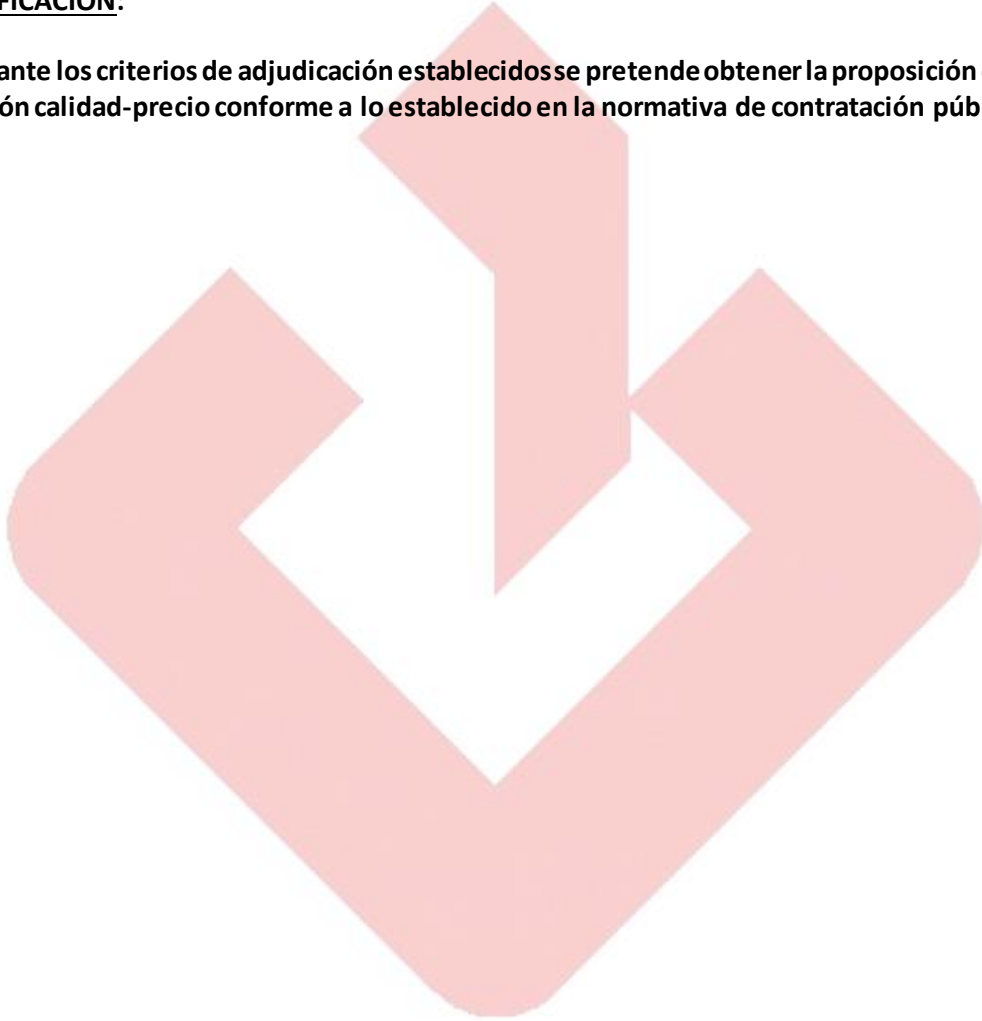 FICACIÓN:
ante los criterios de adjudicación establecidos se pretende obtener la proposición
ón calidad-precio conforme a lo establecido en la normativa de contratación púb